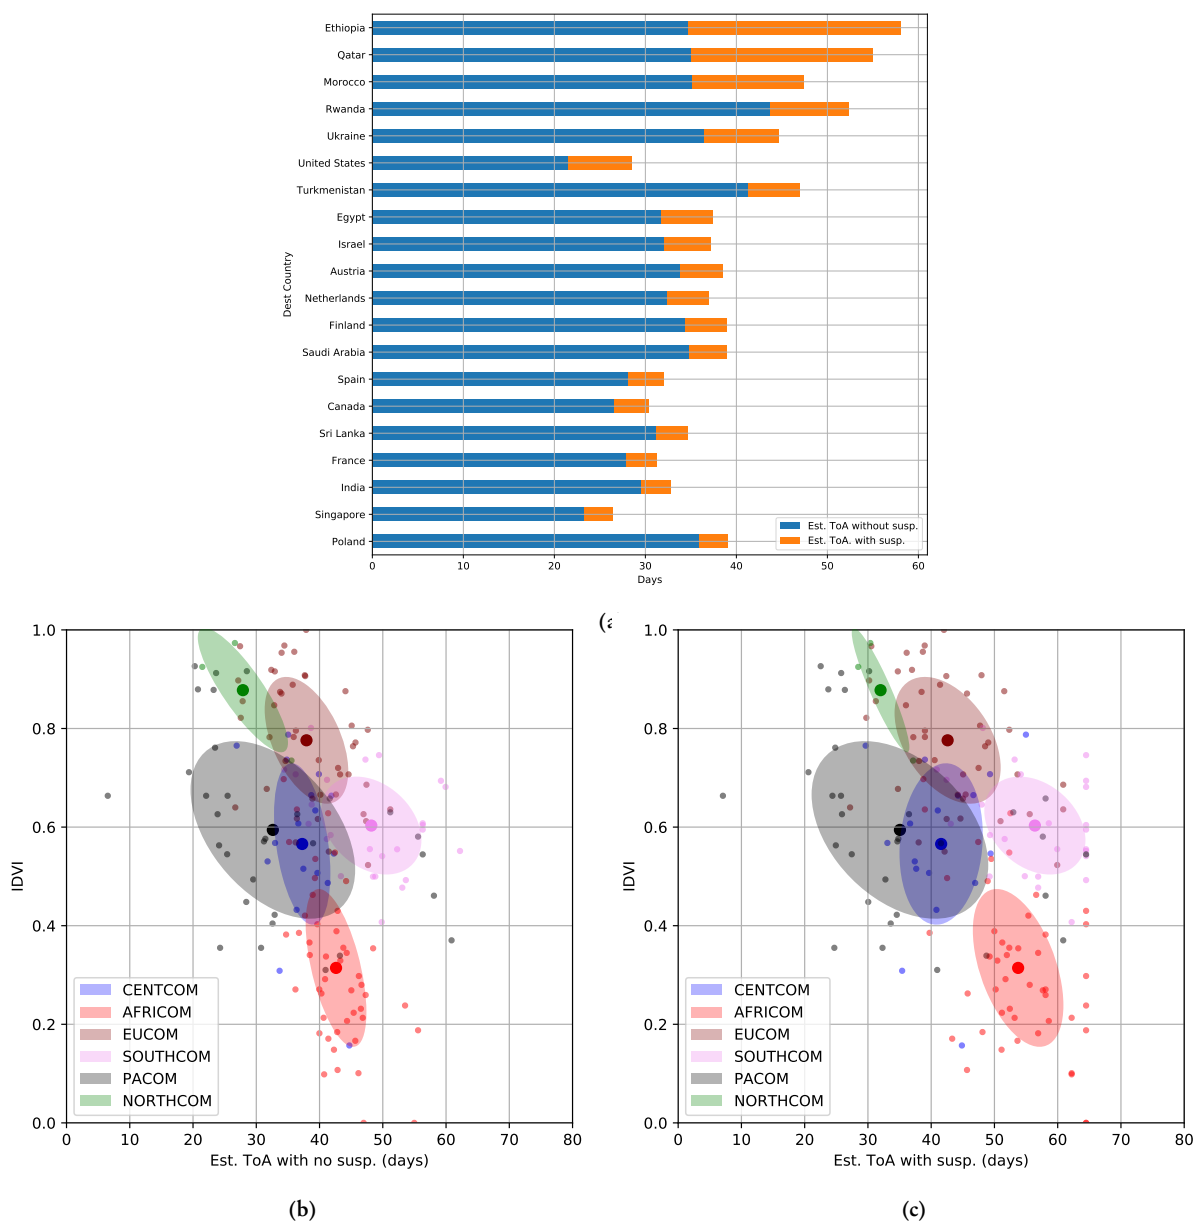 Ethiopia
Qatar
Morocco
Rwanda
Ukraine
United States
Turkmenistan
Egypt
Israel
Austria
Netherlands
Finland
Saudi Arabia
Spain
Canada
Sri Lanka
France
India
Singapore
Poland
Dest Country
Est. ToA without susp.
Est. ToA. with susp.
0 10 20 30 40 50 60
Days
1.0
0.8
0.6
0.4
0.2
0.0
IDVI
CENTCOM
AFRICOM
EUCOM
SOUTHCOM
PACOM
NORTHCOM
0 10 20 30 40 50 60 70 80
Est. ToA with no susp. (days)
(b)
1.0
0.8
0.6
0.4
0.2
0.0
IDVI
CENTCOM
AFRICOM
EUCOM
SOUTHCOM
PACOM
NORTHCOM
0 10 20 30 40 50 60 70 80
Est. ToA with susp. (days)
(c)